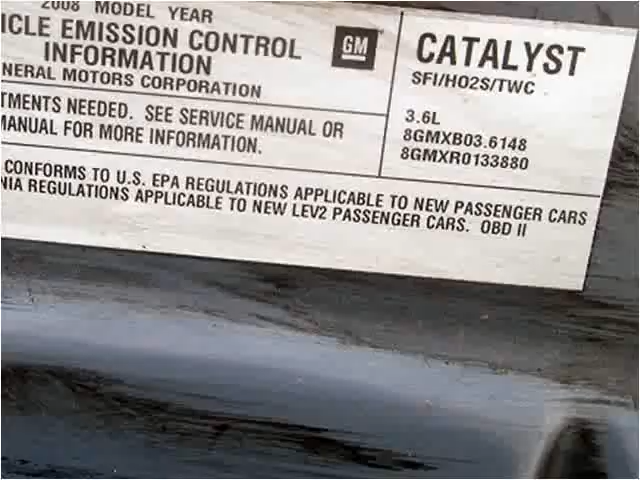 2008 MODEL YEAR
ICLE EMISSION CONTROL
INFORMATION
NERAL MOTORS CORPORATION
GM
CATALYST
SFI/HO2S/TWC
3.6L
8GMXB03.6148
8GMXR0133880
TMENTS NEEDED. SEE SERVICE MANUAL OR
MANUAL FOR MORE INFORMATION.
CONFORMS TO U.S. EPA REGULATIONS APPLICABLE TO NEW PASSENGER CARS
NIA REGULATIONS APPLICABLE TO NEW LEV2 PASSENGER CARS. OBD II